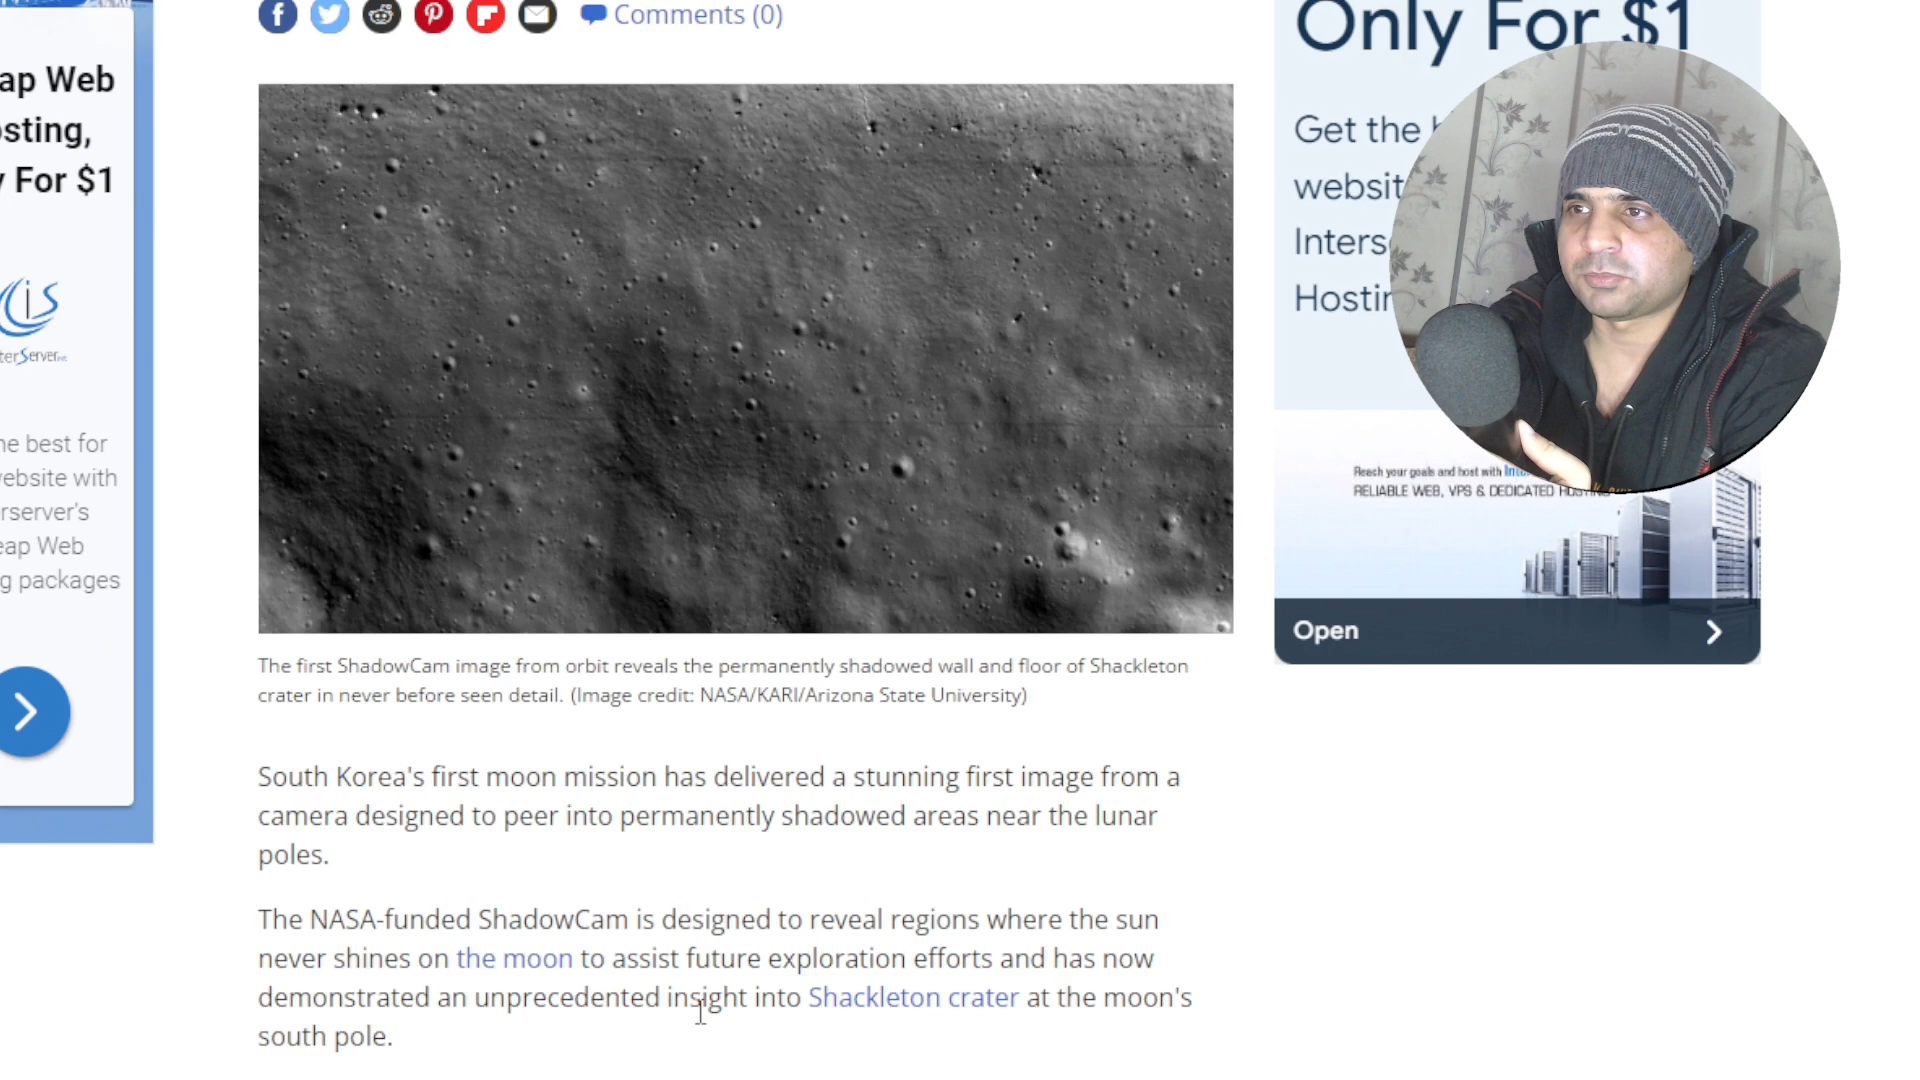 Comments (0)
Only For $1
ap Web
osting,
y For $1
Get the
websit
Inters
Hostin
terServer
he best for
vebsite with
rserver's
eap Web
g packages
Reach your goals and host with
RELIABLE WEB, VPS & DEDICATED HOSTING
Open
The first ShadowCam image from orbit reveals the permanently shadowed wall and floor of Shackleton
crater in never before seen detail. (Image credit: NASA/KARI/Arizona State University)
South Korea's first moon mission has delivered a stunning first image from a
camera designed to peer into permanently shadowed areas near the lunar
poles.
The NASA-funded ShadowCam is designed to reveal regions where the sun
never shines on the moon to assist future exploration efforts and has now
demonstrated an unprecedented insight into Shackleton crater at the moon's
south pole.